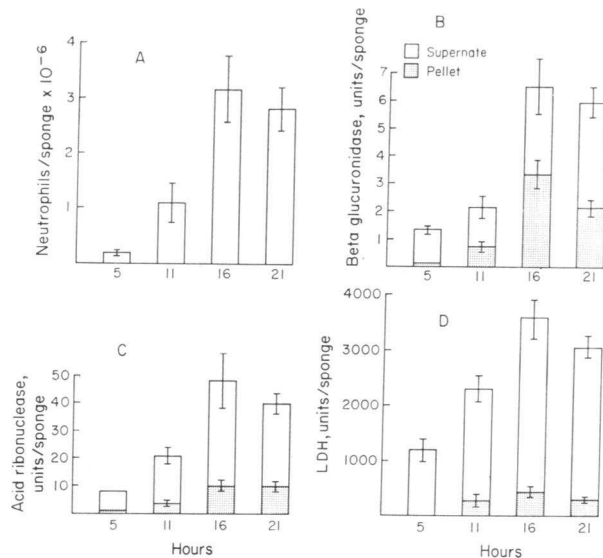 A
Neutrophils/sponge x 10⁻⁶
4
3
2
1
5 11 16 21
B
Supernate
Pellet
Beta glucuronidase, units/sponge
7
6
5
4
3
2
1
5 11 16 21
C
Acid ribonuclease,
units/sponge
50
40
30
20
10
5 11 16 21
Hours
D
LDH, units/sponge
4000
3000
2000
1000
5 11 16 21
Hours